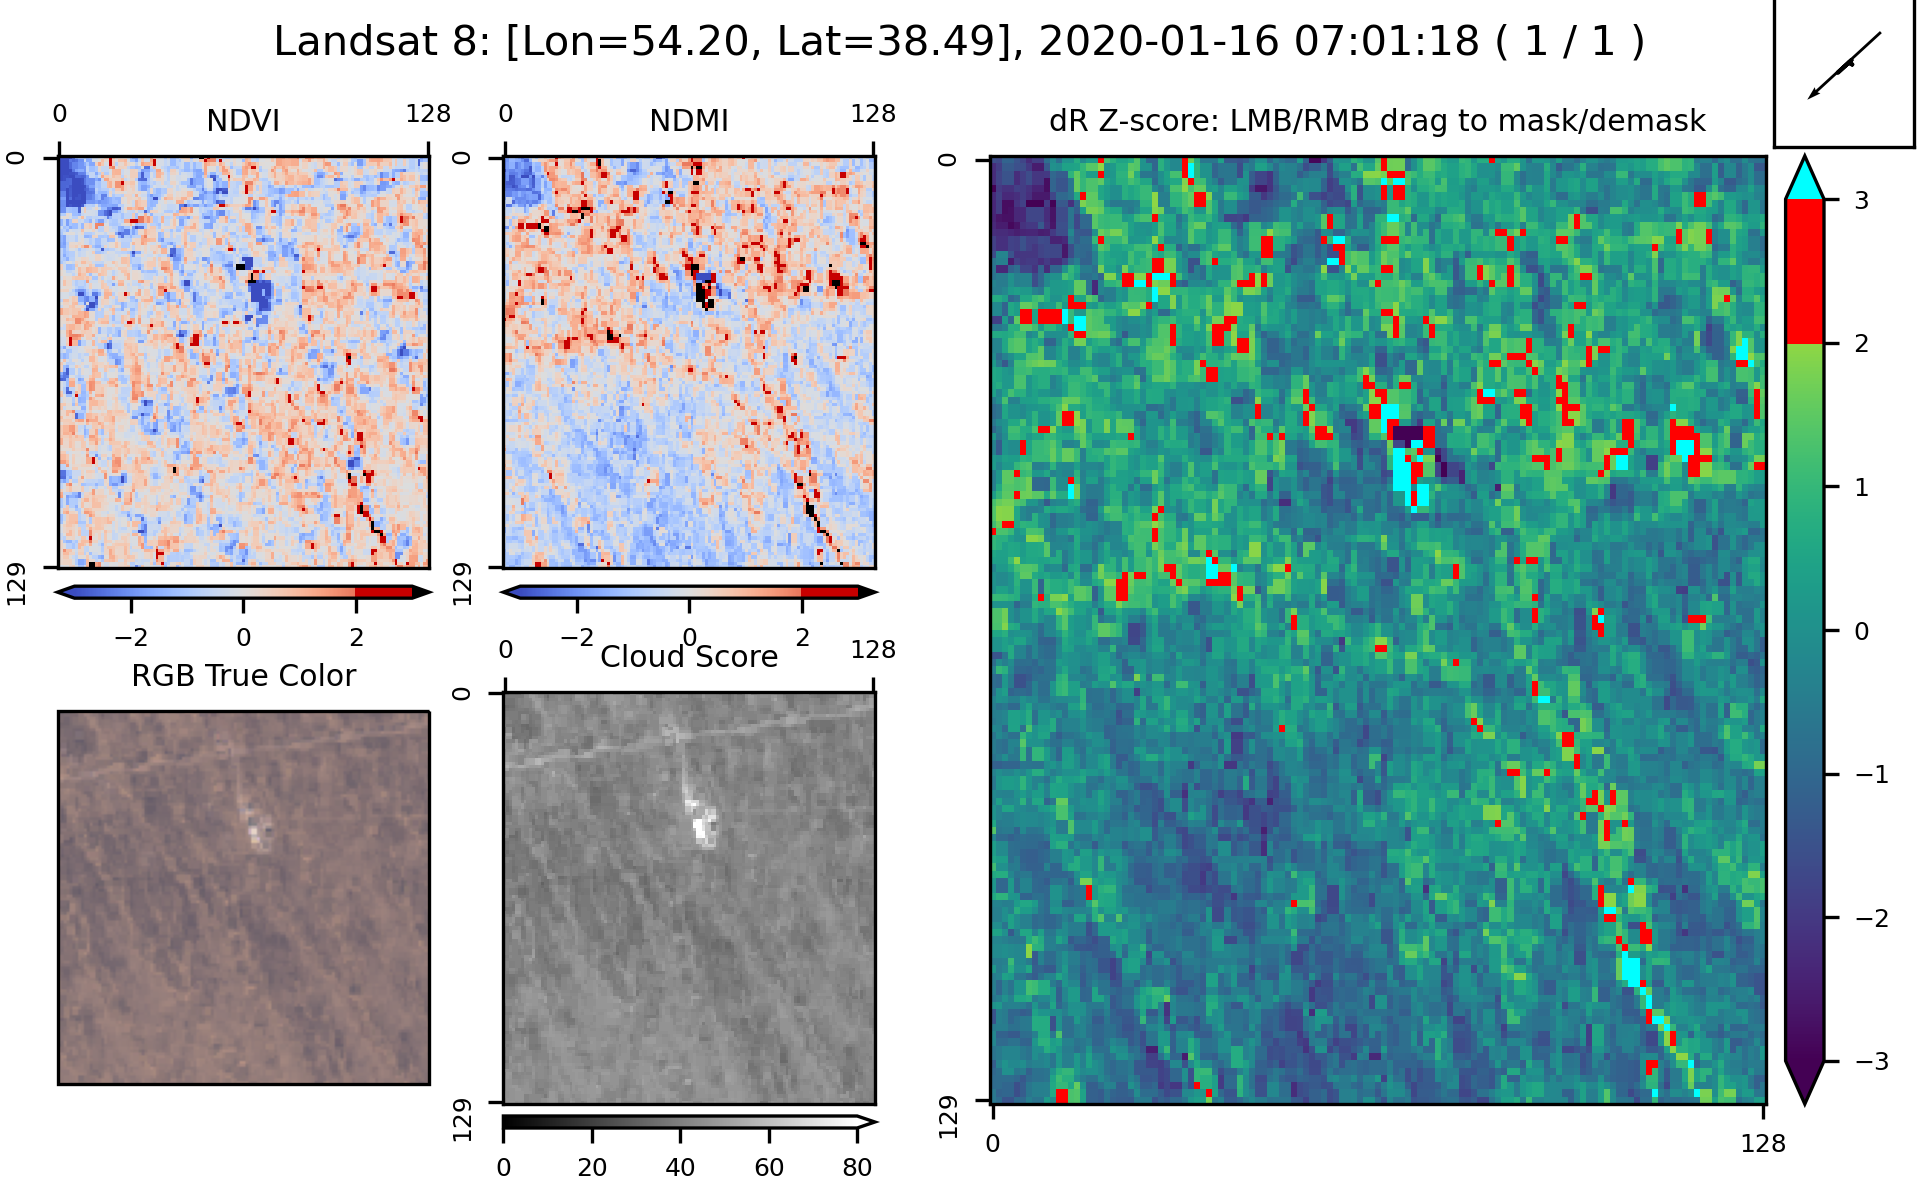 Landsat 8: [Lon=54.20, Lat=38.49], 2020-01-16 07:01:18 ( 1 / 1 )
NDVI
0 128
0
129
−2 0 2
NDMI
0 128
0
129
−2 0 2
dR Z-score: LMB/RMB drag to mask/demask
0
129
0 128
3
2
1
0
−1
−2
−3
RGB True Color
Cloud Score
0 128
0
129
0 20 40 60 80